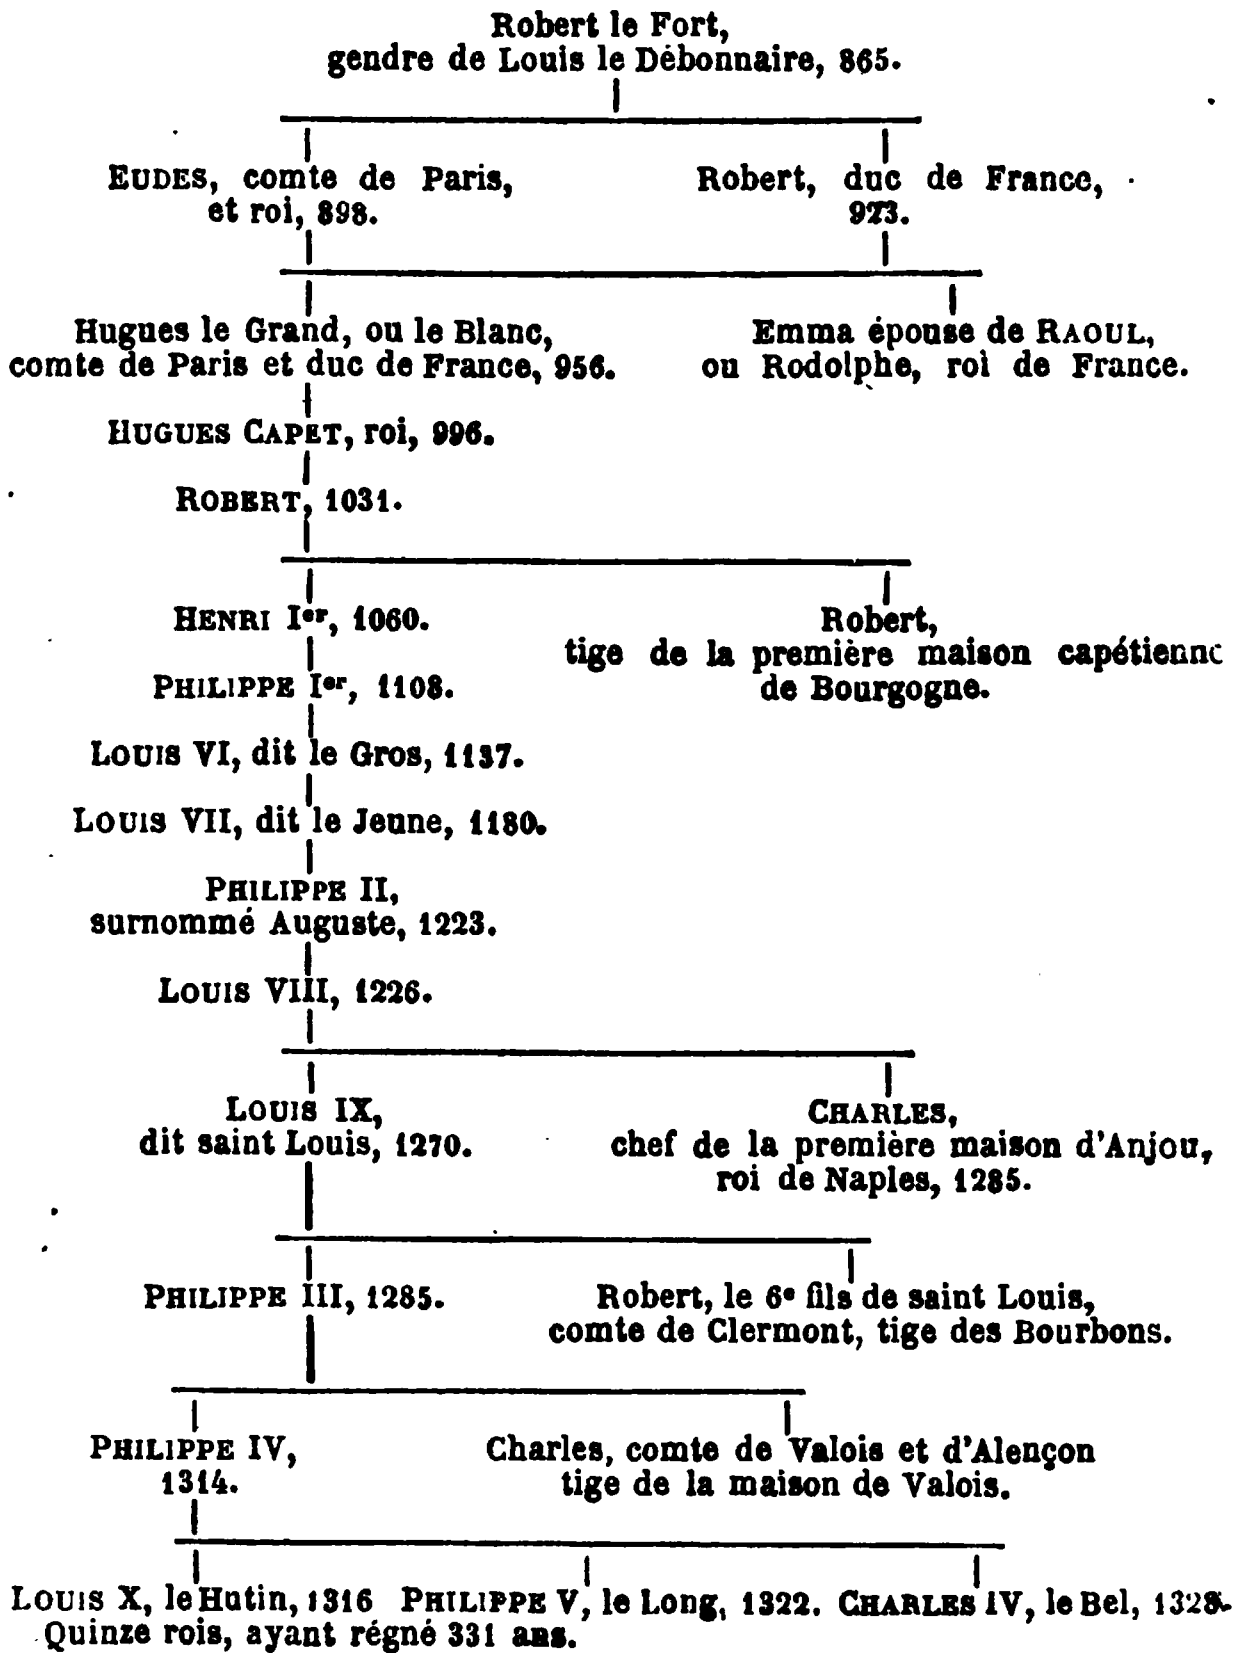 Robert le Fort,
gendre de Louis le Débonnaire, 865.
EUDES, comte de Paris,
et roi, 898.
Robert, duc de France,
923.
Hugues le Grand, ou le Blanc,
comte de Paris et duc de France, 956.
Emma épouse de RAOUL,
ou Rodolphe, roi de France.
HUGUES CAPET, roi, 996.
ROBERT, 1031.
HENRI Ier, 1060.
Robert,
tige de la première maison capétienne
de Bourgogne.
PHILIPPE Ier, 1108.
LOUIS VI, dit le Gros, 1137.
LOUIS VII, dit le Jeune, 1180.
PHILIPPE II,
surnommé Auguste, 1223.
LOUIS VIII, 1226.
LOUIS IX,
dit saint Louis, 1270.
CHARLES,
chef de la première maison d'Anjou,
roi de Naples, 1285.
PHILIPPE III, 1285.
Robert, le 6e fils de saint Louis,
comte de Clermont, tige des Bourbons.
PHILIPPE IV,
1314.
Charles, comte de Valois et d'Alençon
tige de la maison de Valois.
LOUIS X, le Hutin, 1316 PHILIPPE V, le Long, 1322. CHARLES IV, le Bel, 1328.
Quinze rois, ayant régné 331 ans.